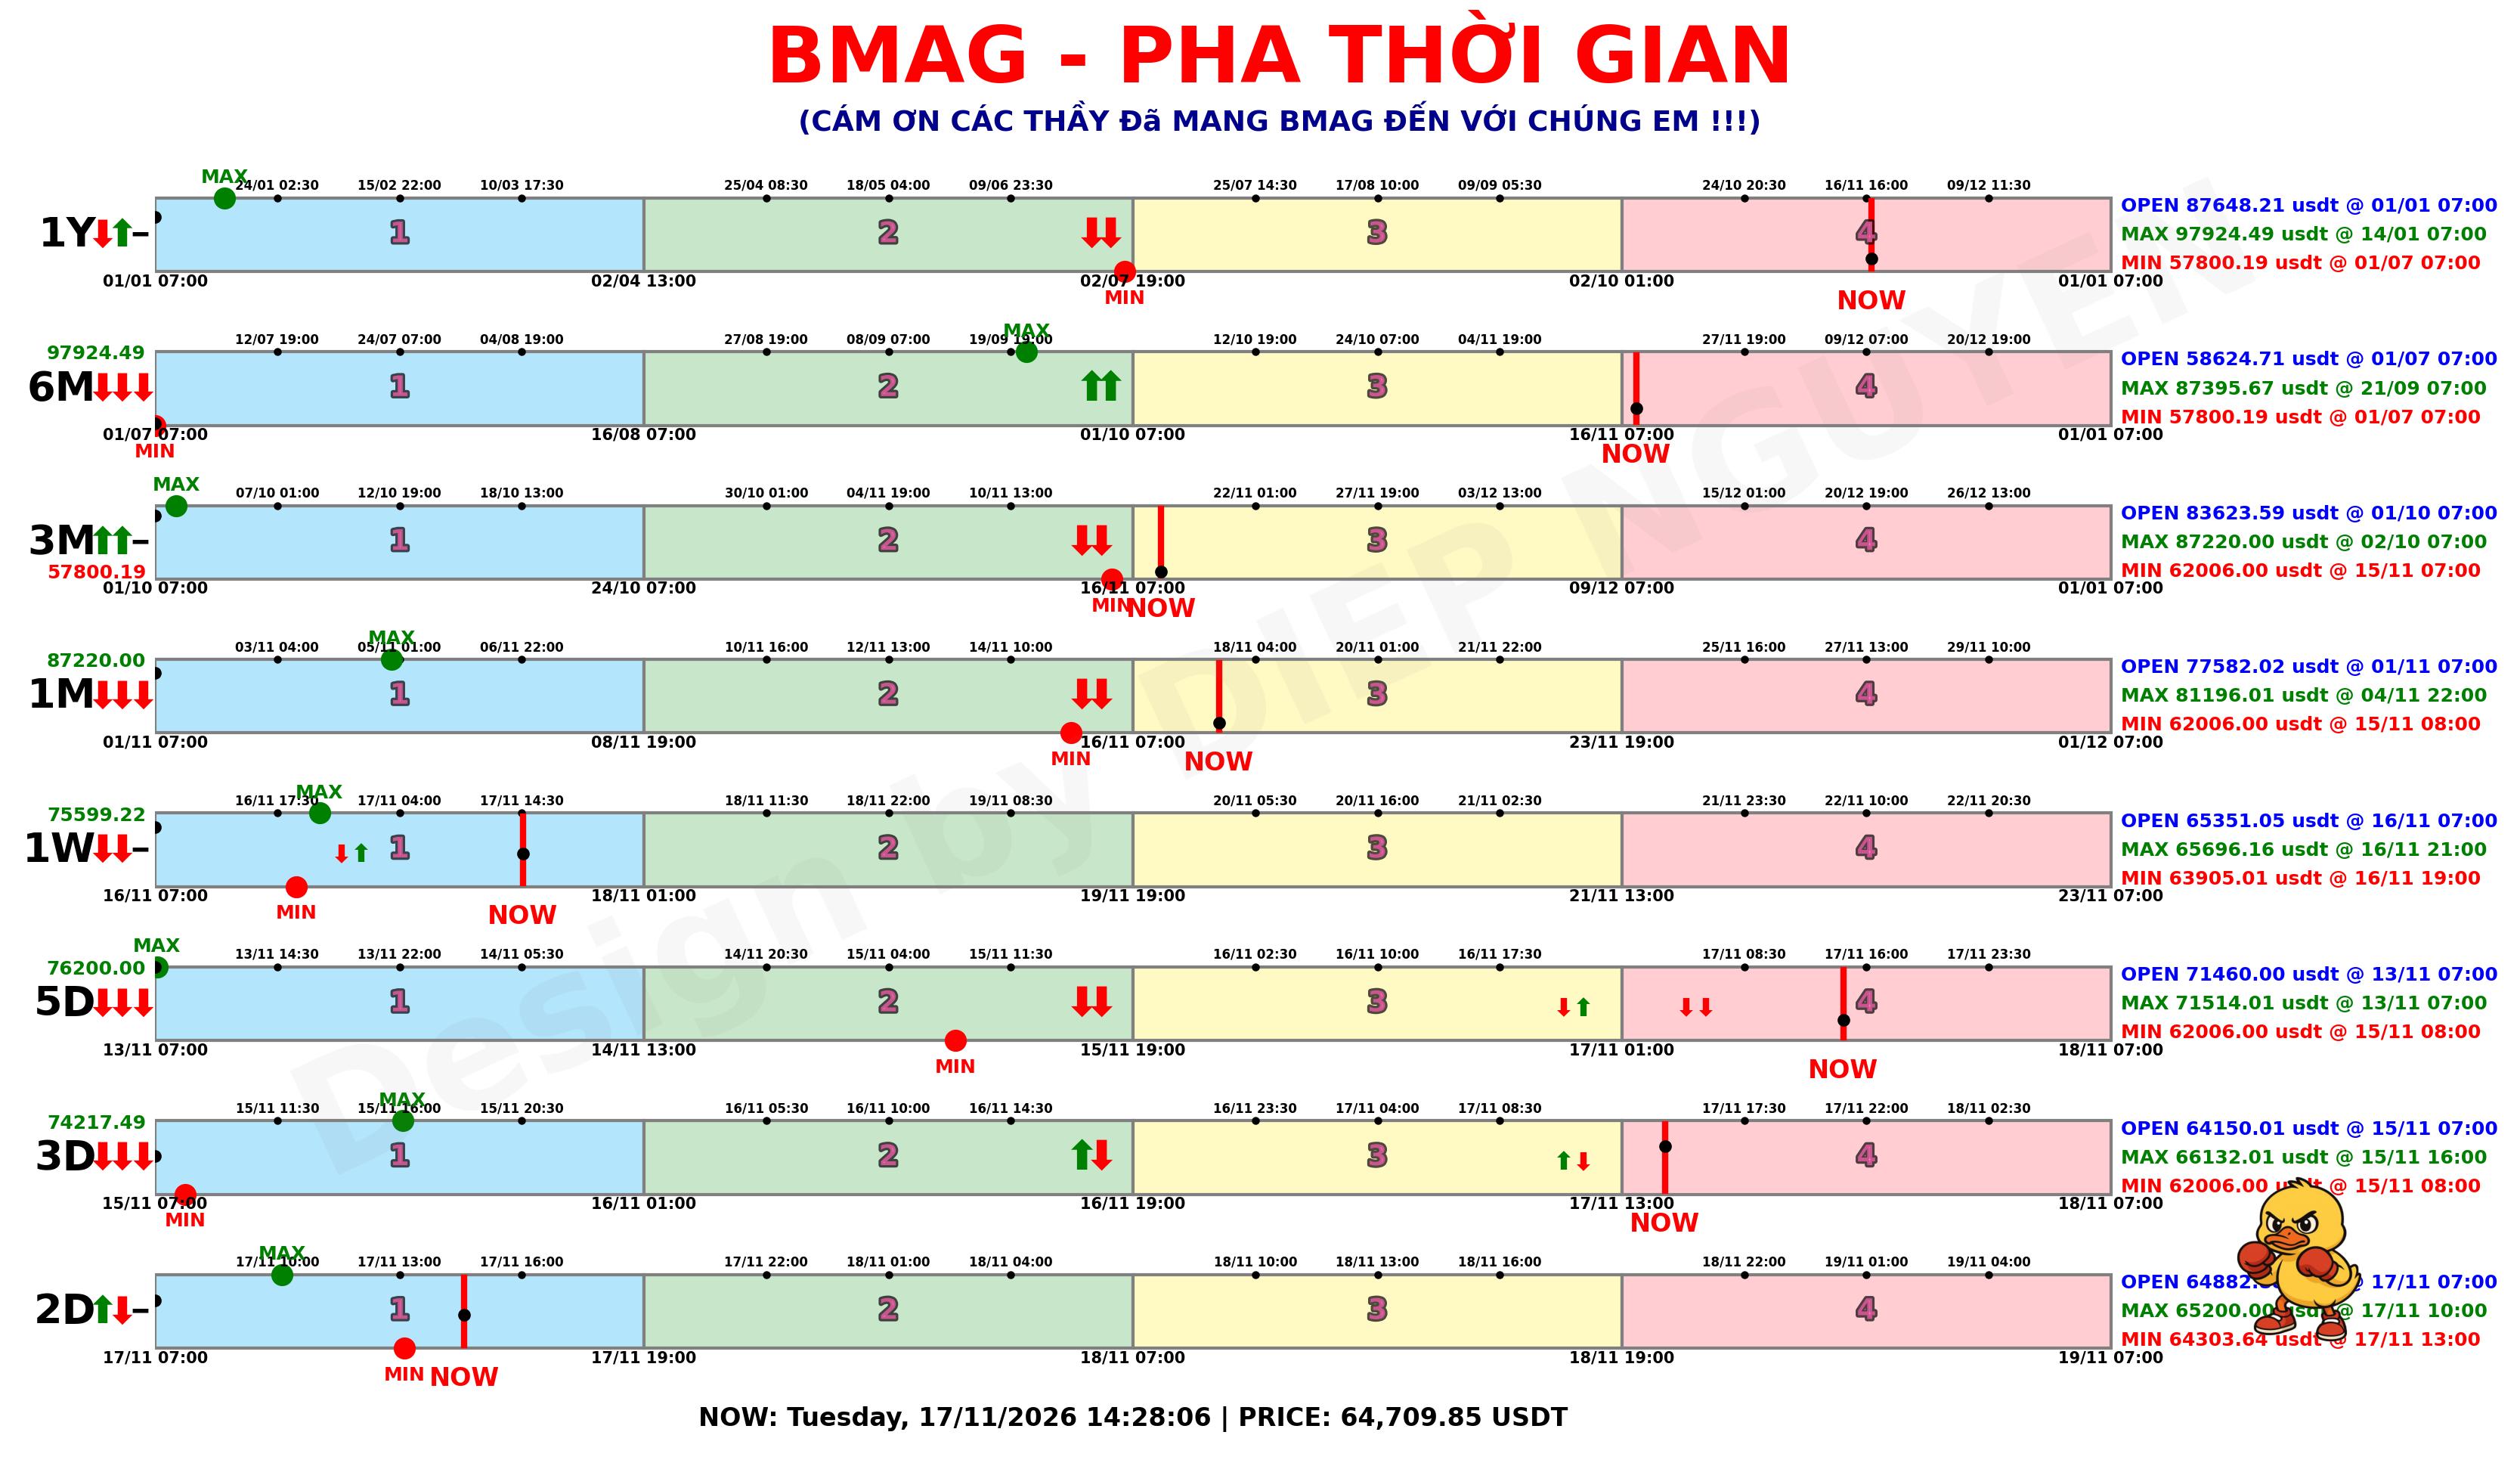 BMAG - PHA THỜI GIAN
(CÁM ƠN CÁC THẦY Đã MANG BMAG ĐẾN VỚI CHÚNG EM !!!)
MAX
24/01 02:30 15/02 22:00 10/03 17:30 25/04 08:30 18/05 04:00 09/06 23:30 25/07 14:30 17/08 10:00 09/09 05:30 24/10 20:30 16/11 16:00 09/12 11:30
OPEN 87648.21 usdt @ 01/01 07:00
1Y 1 2 3 4 MAX 97924.49 usdt @ 14/01 07:00
MIN 57800.19 usdt @ 01/07 07:00
01/01 07:00 02/04 13:00 02/07 19:00 02/10 01:00 01/01 07:00
MIN NOW
MAX
12/07 19:00 24/07 07:00 04/08 19:00 27/08 19:00 08/09 07:00 19/09 19:00 12/10 19:00 24/10 07:00 04/11 19:00 27/11 19:00 09/12 07:00 20/12 19:00
97924.49 OPEN 58624.71 usdt @ 01/07 07:00
6M 1 2 3 4 MAX 87395.67 usdt @ 21/09 07:00
MIN 57800.19 usdt @ 01/07 07:00
01/07 07:00 16/08 07:00 01/10 07:00 16/11 07:00 01/01 07:00
MIN NOW
MAX
07/10 01:00 12/10 19:00 18/10 13:00 30/10 01:00 04/11 19:00 10/11 13:00 22/11 01:00 27/11 19:00 03/12 13:00 15/12 01:00 20/12 19:00 26/12 13:00
OPEN 83623.59 usdt @ 01/10 07:00
3M 1 2 3 4 MAX 87220.00 usdt @ 02/10 07:00
57800.19 MIN 62006.00 usdt @ 15/11 07:00
01/10 07:00 24/10 07:00 16/11 07:00 09/12 07:00 01/01 07:00
MIN NOW
MAX
03/11 04:00 05/11 01:00 06/11 22:00 10/11 16:00 12/11 13:00 14/11 10:00 18/11 04:00 20/11 01:00 21/11 22:00 25/11 16:00 27/11 13:00 29/11 10:00
87220.00 OPEN 77582.02 usdt @ 01/11 07:00
1M 1 2 3 4 MAX 81196.01 usdt @ 04/11 22:00
MIN 62006.00 usdt @ 15/11 08:00
01/11 07:00 08/11 19:00 16/11 07:00 23/11 19:00 01/12 07:00
MIN NOW
MAX
16/11 17:30 17/11 04:00 17/11 14:30 18/11 11:30 18/11 22:00 19/11 08:30 20/11 05:30 20/11 16:00 21/11 02:30 21/11 23:30 22/11 10:00 22/11 20:30
75599.22 OPEN 65351.05 usdt @ 16/11 07:00
1W 1 2 3 4 MAX 65696.16 usdt @ 16/11 21:00
MIN 63905.01 usdt @ 16/11 19:00
16/11 07:00 18/11 01:00 19/11 19:00 21/11 13:00 23/11 07:00
MIN NOW
MAX
13/11 14:30 13/11 22:00 14/11 05:30 14/11 20:30 15/11 04:00 15/11 11:30 16/11 02:30 16/11 10:00 16/11 17:30 17/11 08:30 17/11 16:00 17/11 23:30
76200.00 OPEN 71460.00 usdt @ 13/11 07:00
5D 1 2 3 4 MAX 71514.01 usdt @ 13/11 07:00
MIN 62006.00 usdt @ 15/11 08:00
13/11 07:00 14/11 13:00 15/11 19:00 17/11 01:00 18/11 07:00
MIN NOW
MAX
15/11 11:30 15/11 16:00 15/11 20:30 16/11 05:30 16/11 10:00 16/11 14:30 16/11 23:30 17/11 04:00 17/11 08:30 17/11 17:30 17/11 22:00 18/11 02:30
74217.49 OPEN 64150.01 usdt @ 15/11 07:00
3D 1 2 3 4 MAX 66132.01 usdt @ 15/11 16:00
MIN 62006.00 usdt @ 15/11 08:00
15/11 07:00 16/11 01:00 16/11 19:00 17/11 13:00 18/11 07:00
MIN NOW
MAX
17/11 10:00 17/11 13:00 17/11 16:00 17/11 22:00 18/11 01:00 18/11 04:00 18/11 10:00 18/11 13:00 18/11 16:00 18/11 22:00 19/11 01:00 19/11 04:00
OPEN @ 17/11 07:00
2D 1 2 3 4 MAX 65200.00 usdt @ 17/11 10:00
MIN 64303.64 usdt @ 17/11 13:00
17/11 07:00 17/11 19:00 18/11 07:00 18/11 19:00 19/11 07:00
MIN NOW
NOW: Tuesday, 17/11/2026 14:28:06 | PRICE: 64,709.85 USDT
Design by DIEP NGUYEN